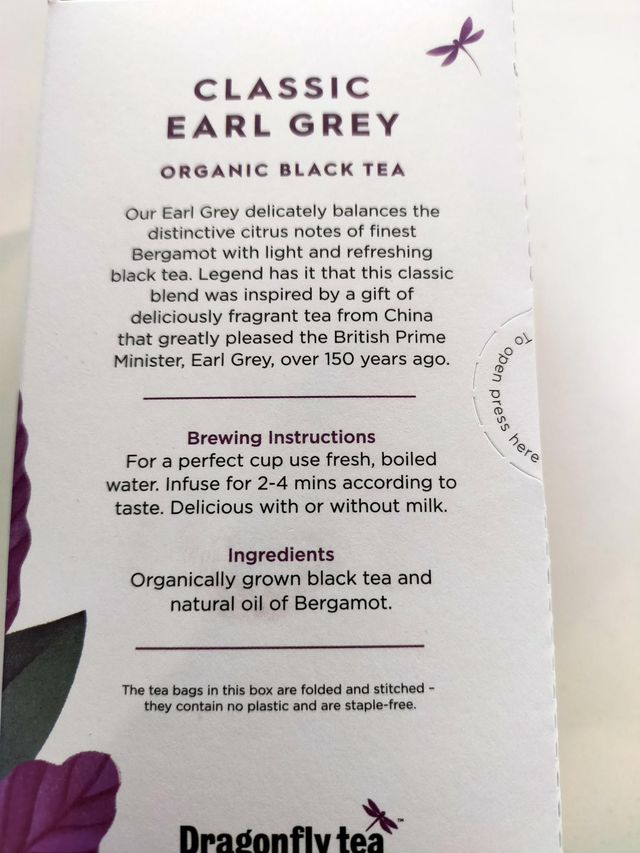 CLASSIC
EARL GREY
ORGANIC BLACK TEA
Our Earl Grey delicately balances the
distinctive citrus notes of finest
Bergamot with light and refreshing
black tea. Legend has it that this classic
blend was inspired by a gift of
deliciously fragrant tea from China
that greatly pleased the British Prime
Minister, Earl Grey, over 150 years ago.
To open press here
Brewing Instructions
For a perfect cup use fresh, boiled
water. Infuse for 2-4 mins according to
taste. Delicious with or without milk.
Ingredients
Organically grown black tea and
natural oil of Bergamot.
The tea bags in this box are folded and stitched –
they contain no plastic and are staple-free.
Dragonfly tea™